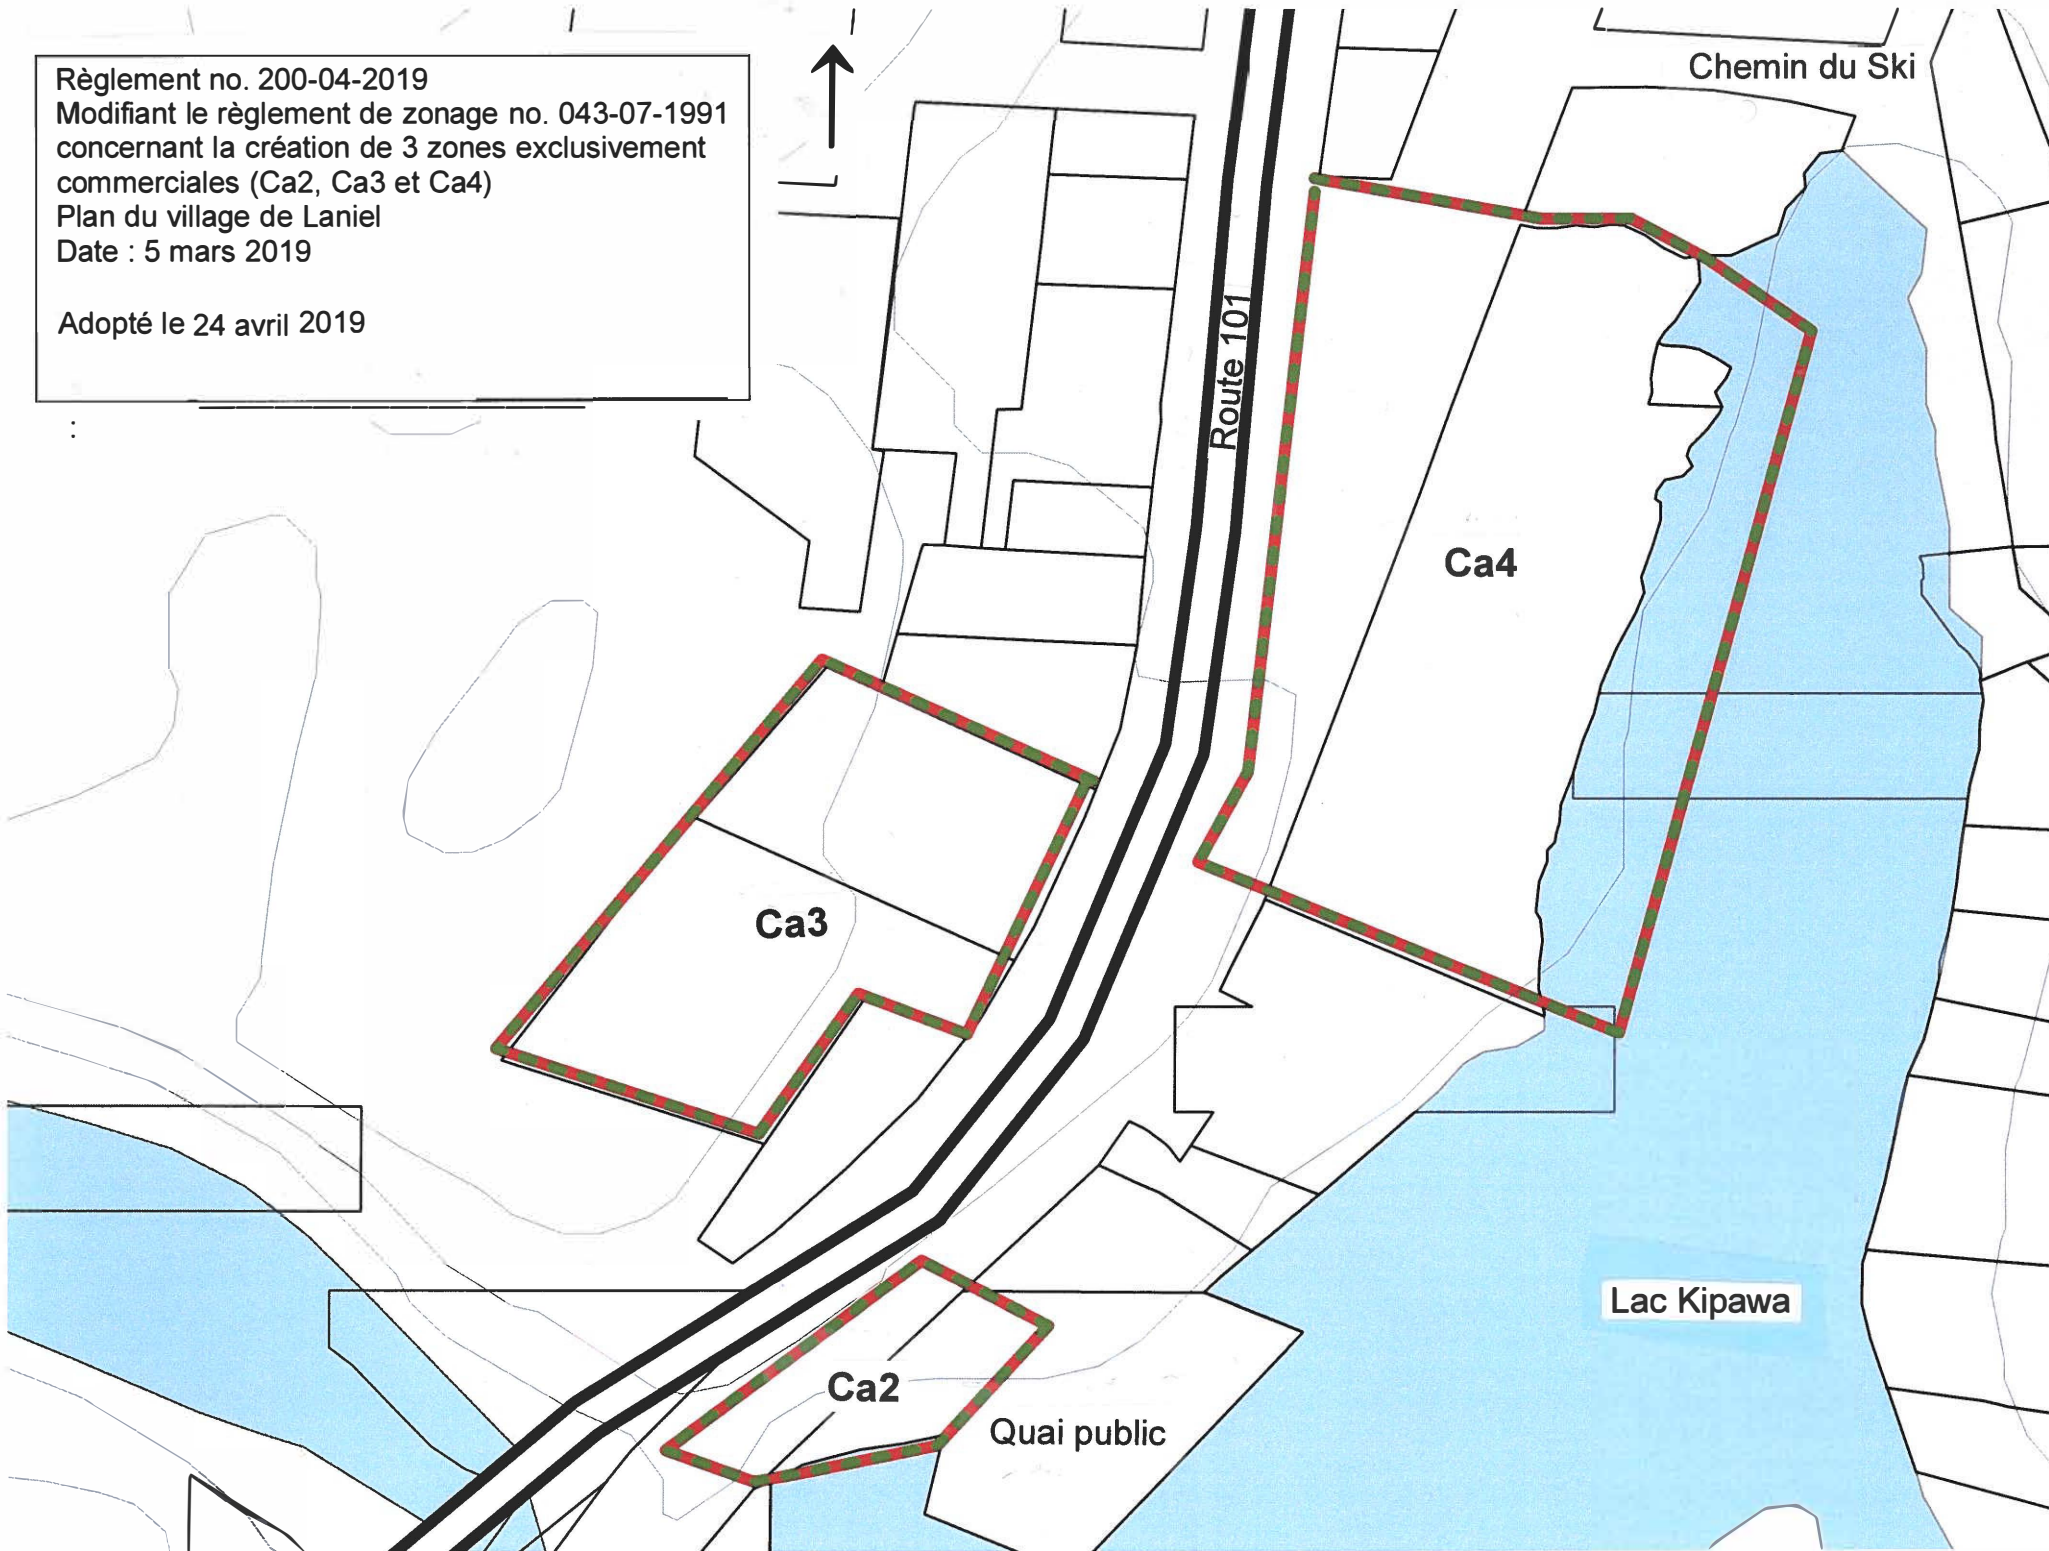 Règlement no. 200-04-2019
Modifiant le règlement de zonage no. 043-07-1991
concernant la création de 3 zones exclusivement
commerciales (Ca2, Ca3 et Ca4)
Plan du village de Laniel
Date : 5 mars 2019
Adopté le 24 avril 2019
:
Chemin du Ski
Route 101
Ca4
Ca3
Lac Kipawa
Ca2
Quai public